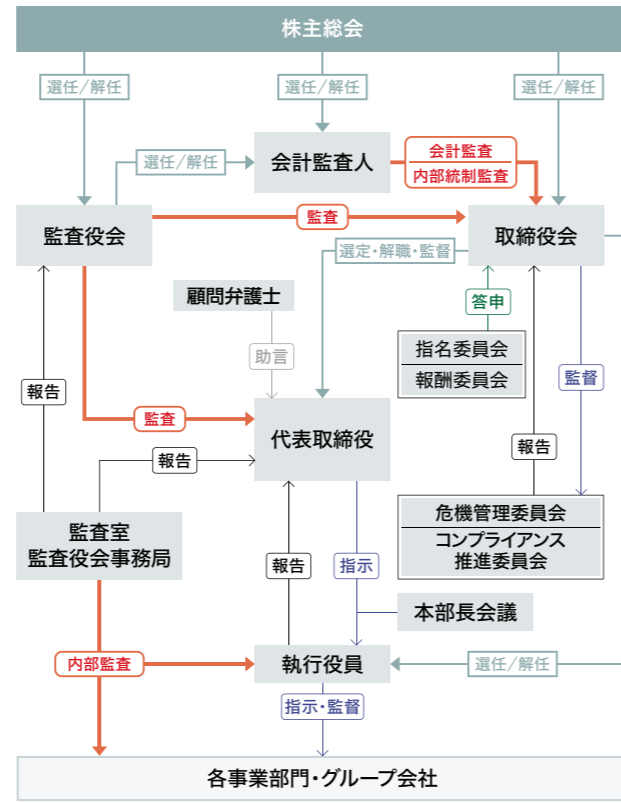 株主総会
選任/解任
選任/解任
選任/解任
選任/解任
会計監査人
会計監査
内部統制監査
監査役会
監査
取締役会
選定・解職・監督
顧問弁護士
答申
助言
指名委員会
報酬委員会
監督
報告
監査
代表取締役
報告
報告
監査室
監査役会事務局
危機管理委員会
コンプライアンス
推進委員会
報告
指示
本部長会議
内部監査
執行役員
選任/解任
指示・監督
各事業部門・グループ会社